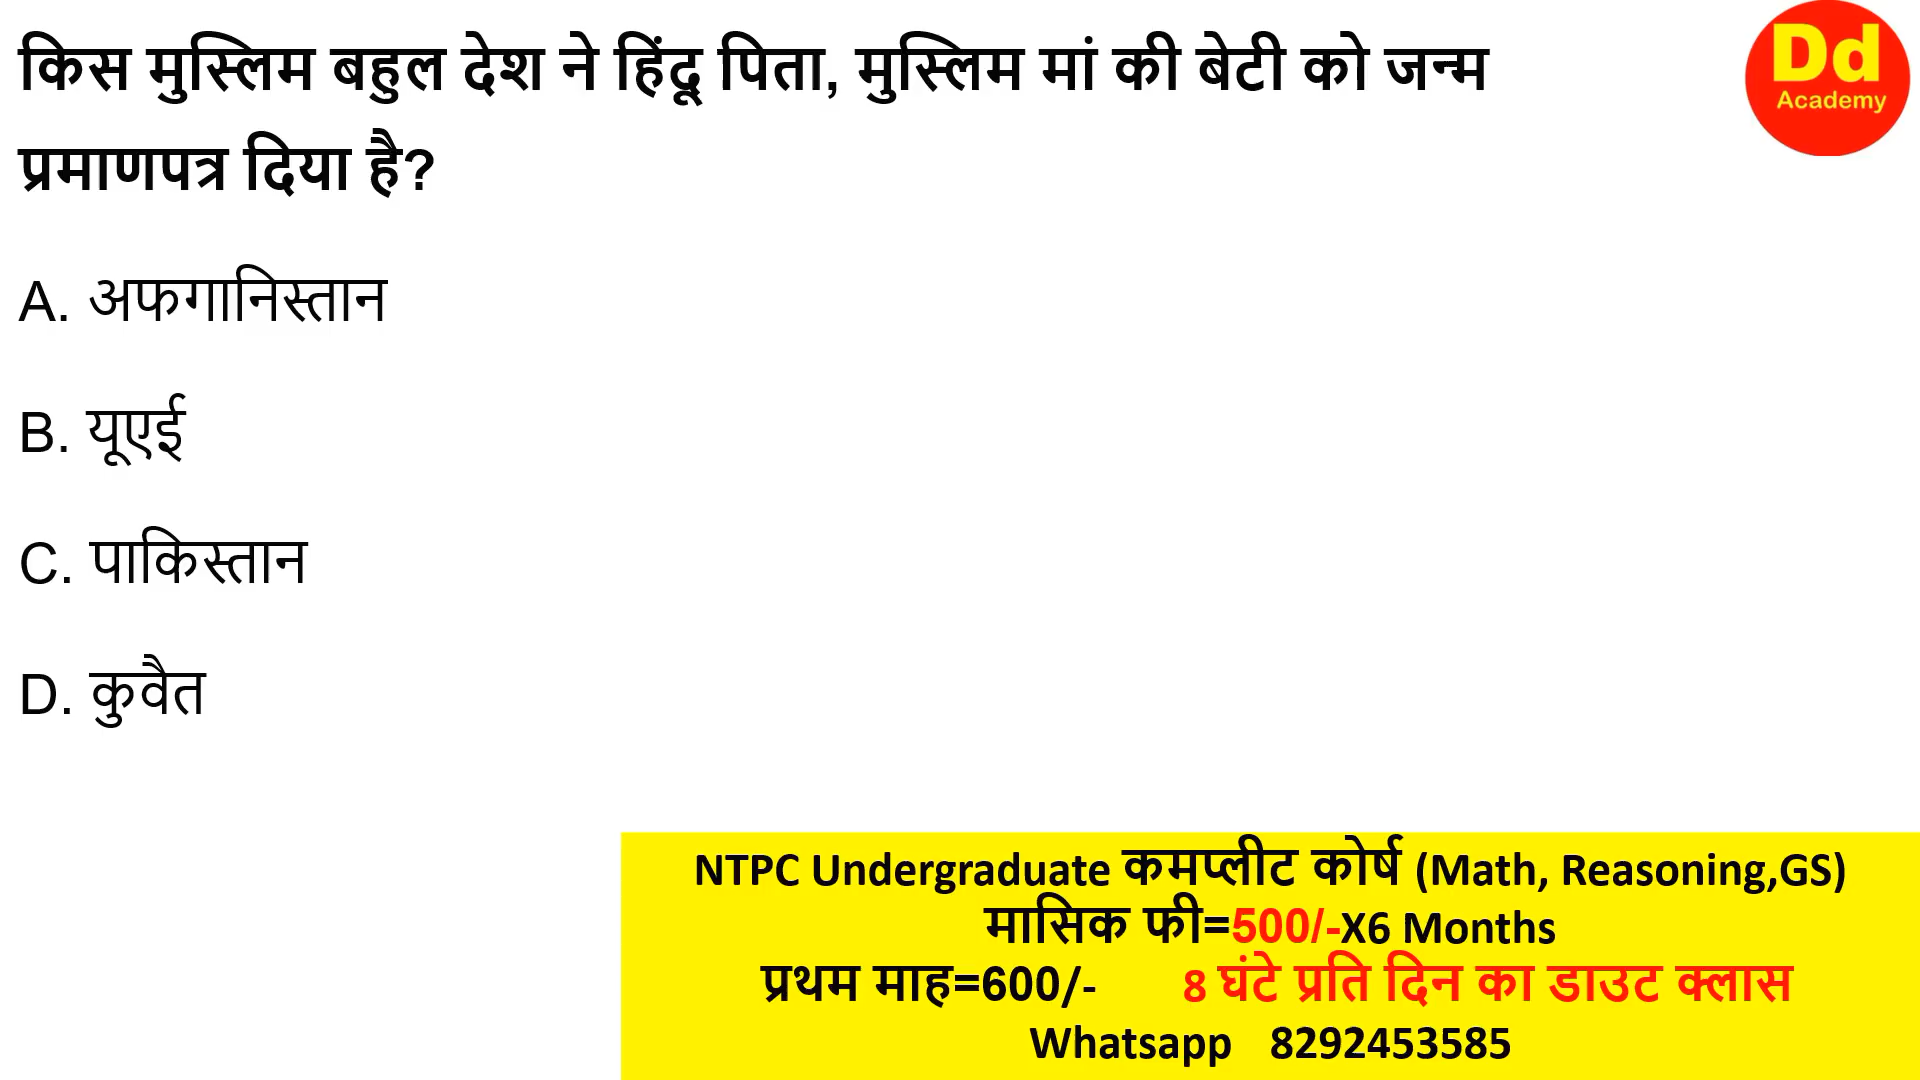 किस मुस्लिम बहुल देश ने हिंदू पिता, मुस्लिम मां की बेटी को जन्म
प्रमाणपत्र दिया है?
Dd
Academy
A. अफगानिस्तान
B. यूएई
C. पाकिस्तान
D. कुवैत
NTPC Undergraduate कमप्लीट कोर्ष (Math, Reasoning,GS)
मासिक फी=500/-X6 Months
प्रथम माह=600/- 8 घंटे प्रति दिन का डाउट क्लास
Whatsapp 8292453585